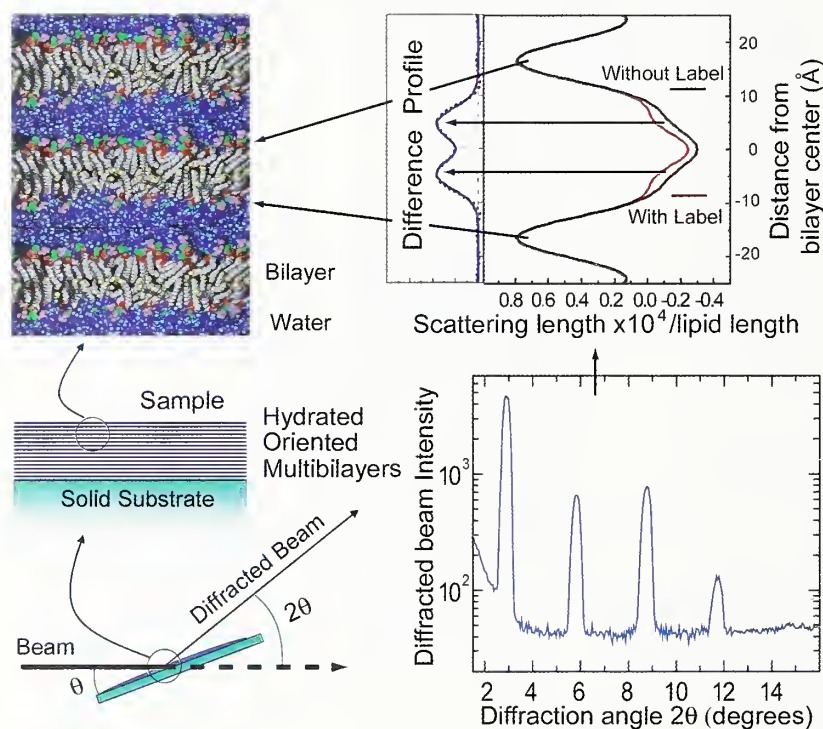 Bilayer
Water
Sample
Hydrated
Oriented
Multibilayers
Solid Substrate
Diffracted Beam
2θ
Beam
θ
Difference Profile
Without Label
With Label
20
10
0
-10
-20
Distance from
bilayer center (Å)
0.8 0.6 0.4 0.2 0.0 -0.2 -0.4
Scattering length x10⁴/lipid length
10³
10²
Diffracted beam Intensity
2 4 6 8 10 12 14
Diffraction angle 2θ (degrees)